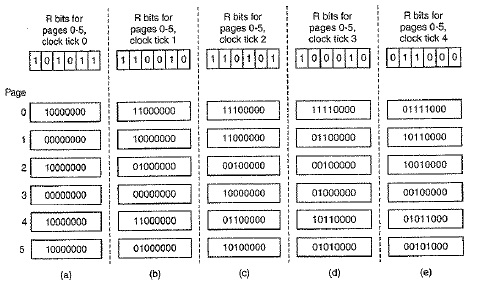 R bits for pages 0-5, clock tick 0
R bits for pages 0-5, clock tick 1
R bits for pages 0-5, clock tick 2
R bits for pages 0-5, clock tick 3
R bits for pages 0-5, clock tick 4
1 0 1 0 1 1
1 1 0 0 1 0
1 1 0 1 0 1
1 0 0 0 1 0
0 1 1 0 0 0
Page
0 10000000 11000000 11100000 11110000 01111000
1 00000000 10000000 11000000 01100000 10110000
2 10000000 01000000 00100000 00100000 10010000
3 00000000 00000000 10000000 01000000 00100000
4 10000000 11000000 01100000 10110000 01011000
5 10000000 01000000 10100000 01010000 00101000
(a) (b) (c) (d) (e)